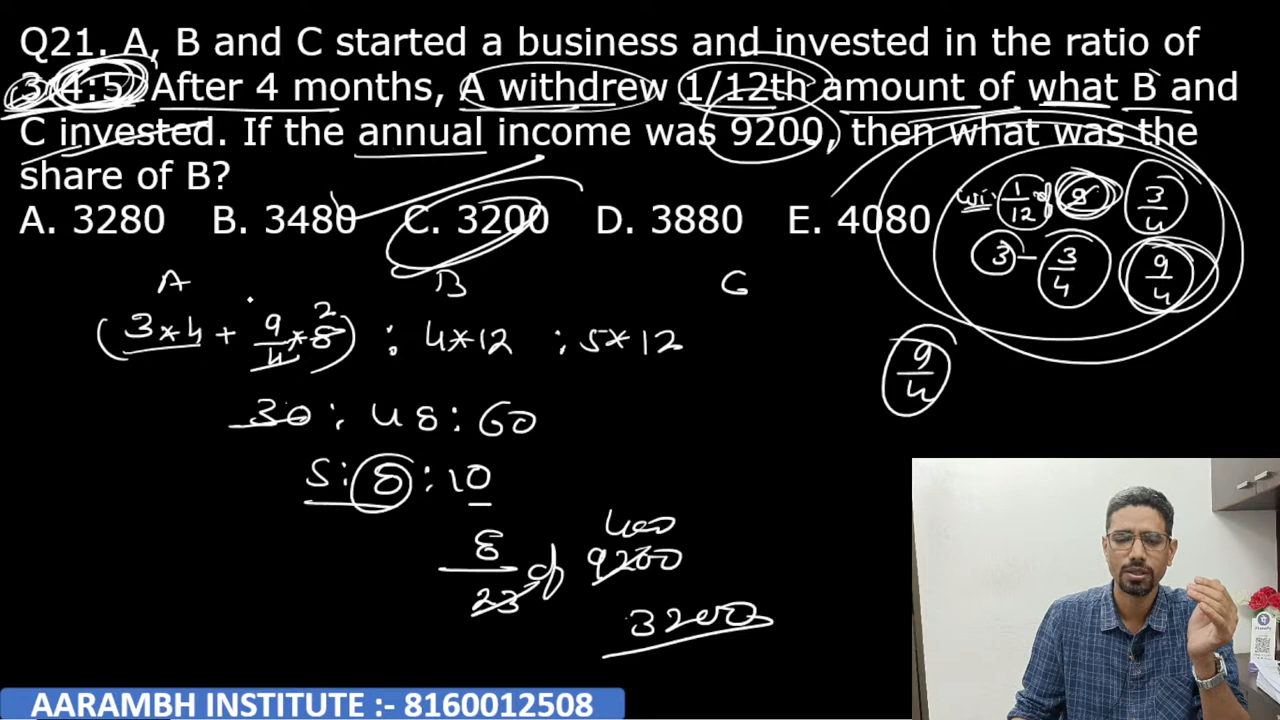 Q21. A, B and C started a business and invested in the ratio of
3:4:5. After 4 months, A withdrew 1/12th amount of what B and
C invested. If the annual income was 9200, then what was the
share of B?
A. 3280 B. 3480 C. 3200 D. 3880 E. 4080
wi: 1/12 of 9 3/4
3 - 3/4 9/4
A B C
(3*4 + 9/4*8 2) : 4*12 : 5*12
9/4
30 : 48 : 60
5 : 8 : 10
8/23 of 9200 400
3200
AARAMBH INSTITUTE :- 8160012508